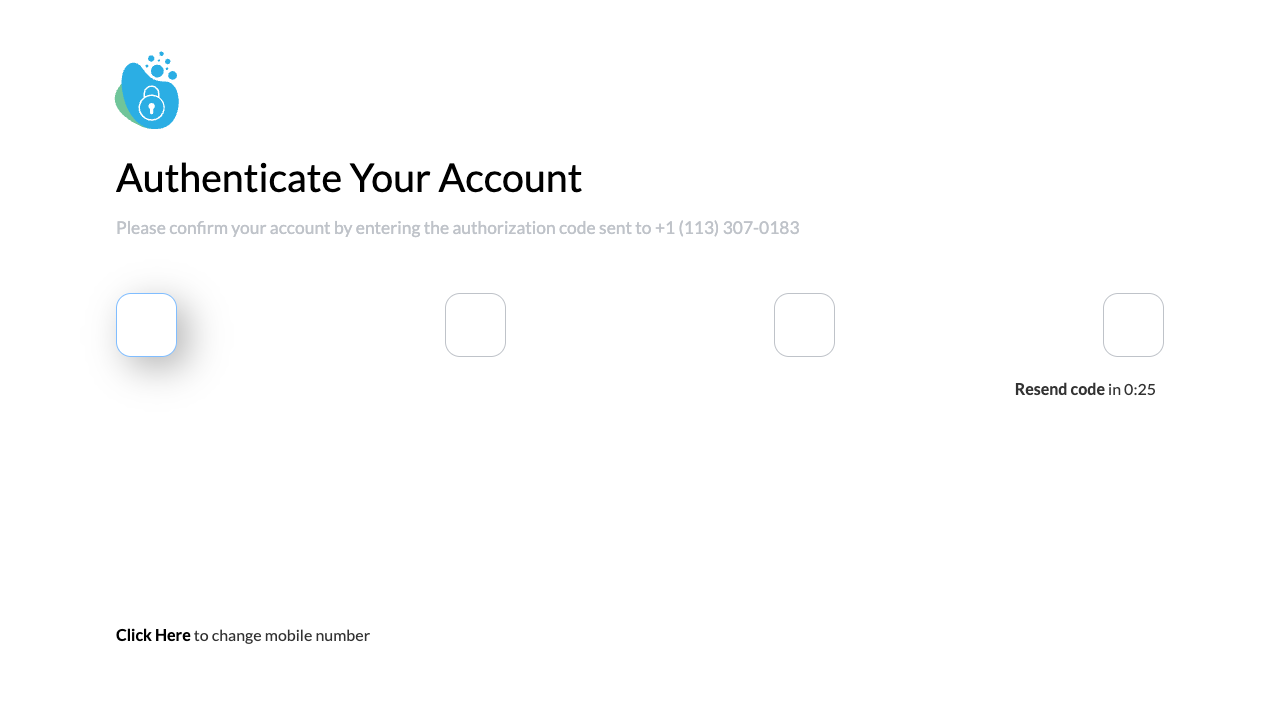 Authenticate Your Account
Please confirm your account by entering the authorization code sent to +1 (113) 307-0183
Resend code in 0:25
Click Here to change mobile number